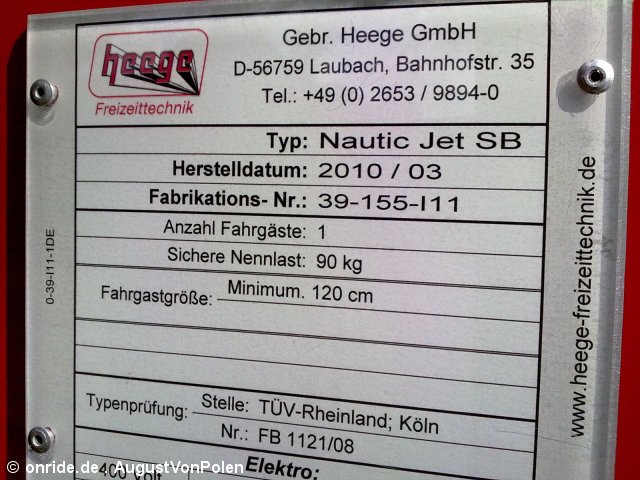 heege
Freizeittechnik
Gebr. Heege GmbH
D-56759 Laubach, Bahnhofstr. 35
Tel.: +49 (0) 2653 / 9894-0
Typ: Nautic Jet SB
Herstelldatum: 2010 / 03
Fabrikations- Nr.: 39-155-I11
Anzahl Fahrgäste: 1
Sichere Nennlast: 90 kg
Fahrgastgröße: Minimum. 120 cm
Typenprüfung: Stelle: TÜV-Rheinland; Köln
Nr.: FB 1121/08
Elektro:
400 Volt
0-39-I11-1DE
www.heege-freizeittechnik.de
© onride.de, AugustVonPolen